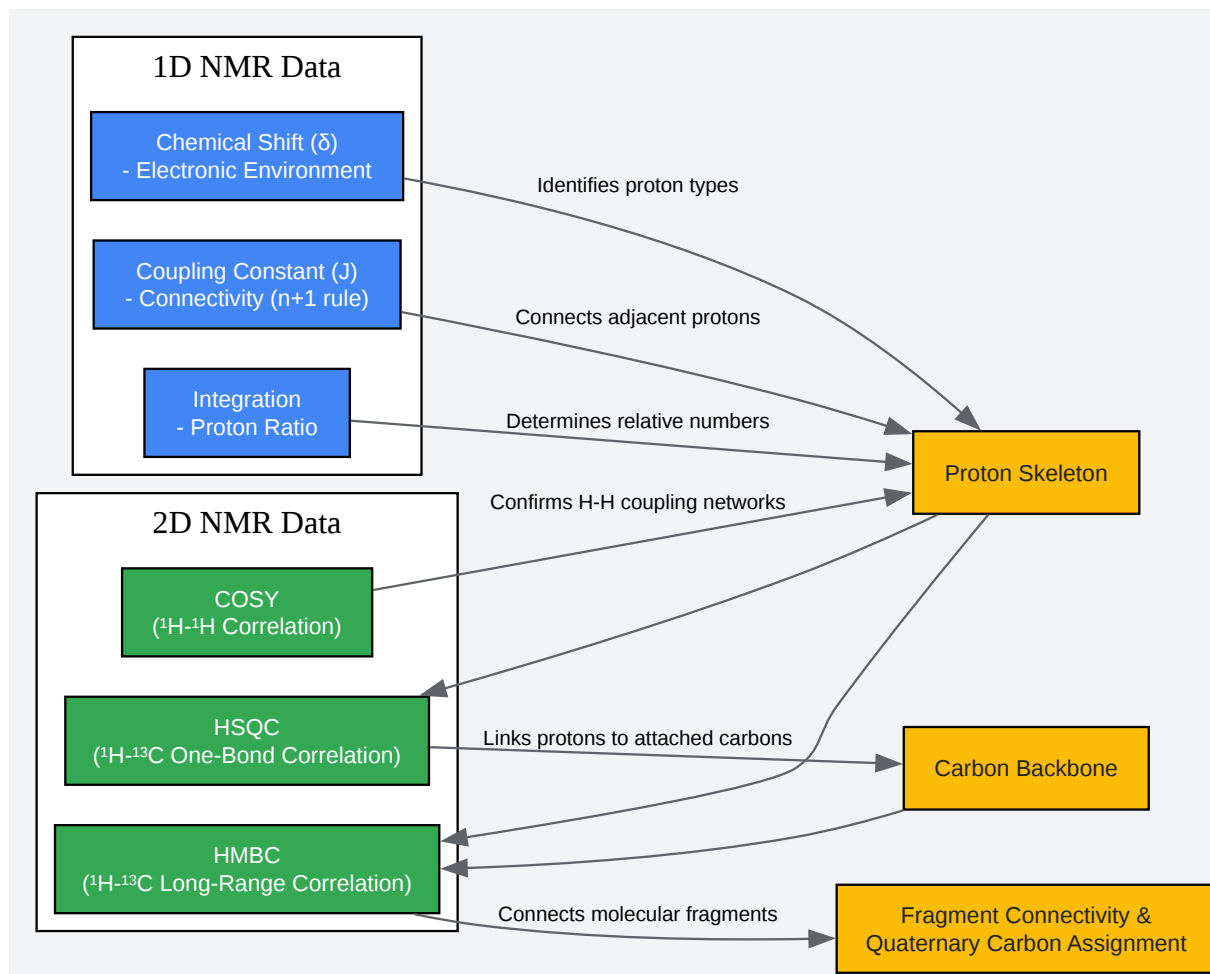 1D NMR Data
Chemical Shift (δ)
- Electronic Environment
Identifies proton types
Coupling Constant (J)
- Connectivity (n+1 rule)
Connects adjacent protons
Integration
- Proton Ratio
Determines relative numbers
Proton Skeleton
2D NMR Data
Confirms H-H coupling networks
COSY
(¹H-¹H Correlation)
HSQC
(¹H-¹³C One-Bond Correlation)
Links protons to attached carbons
Carbon Backbone
HMBC
(¹H-¹³C Long-Range Correlation)
Connects molecular fragments
Fragment Connectivity &
Quaternary Carbon Assignment